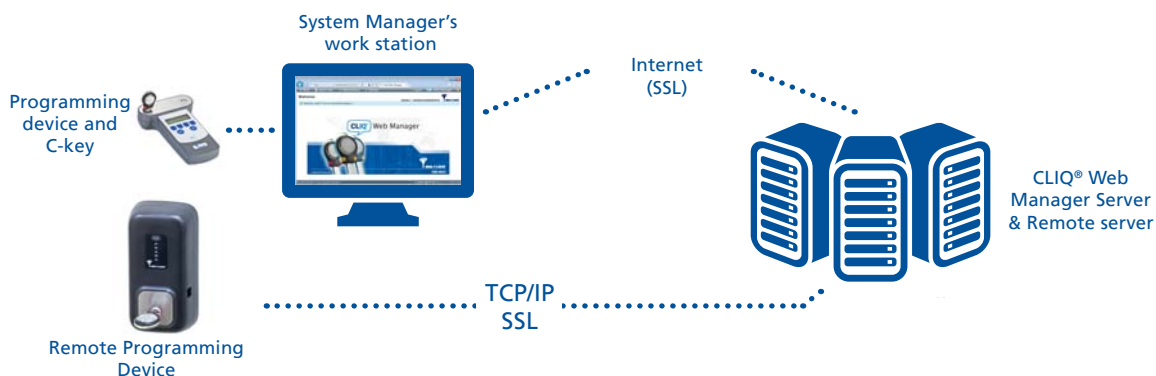 System Manager's
work station
Internet
(SSL)
Programming
device and
C-key
CLIQ Web Manager
CLIQ® Web
Manager Server
& Remote server
TCP/IP
SSL
Remote Programming
Device